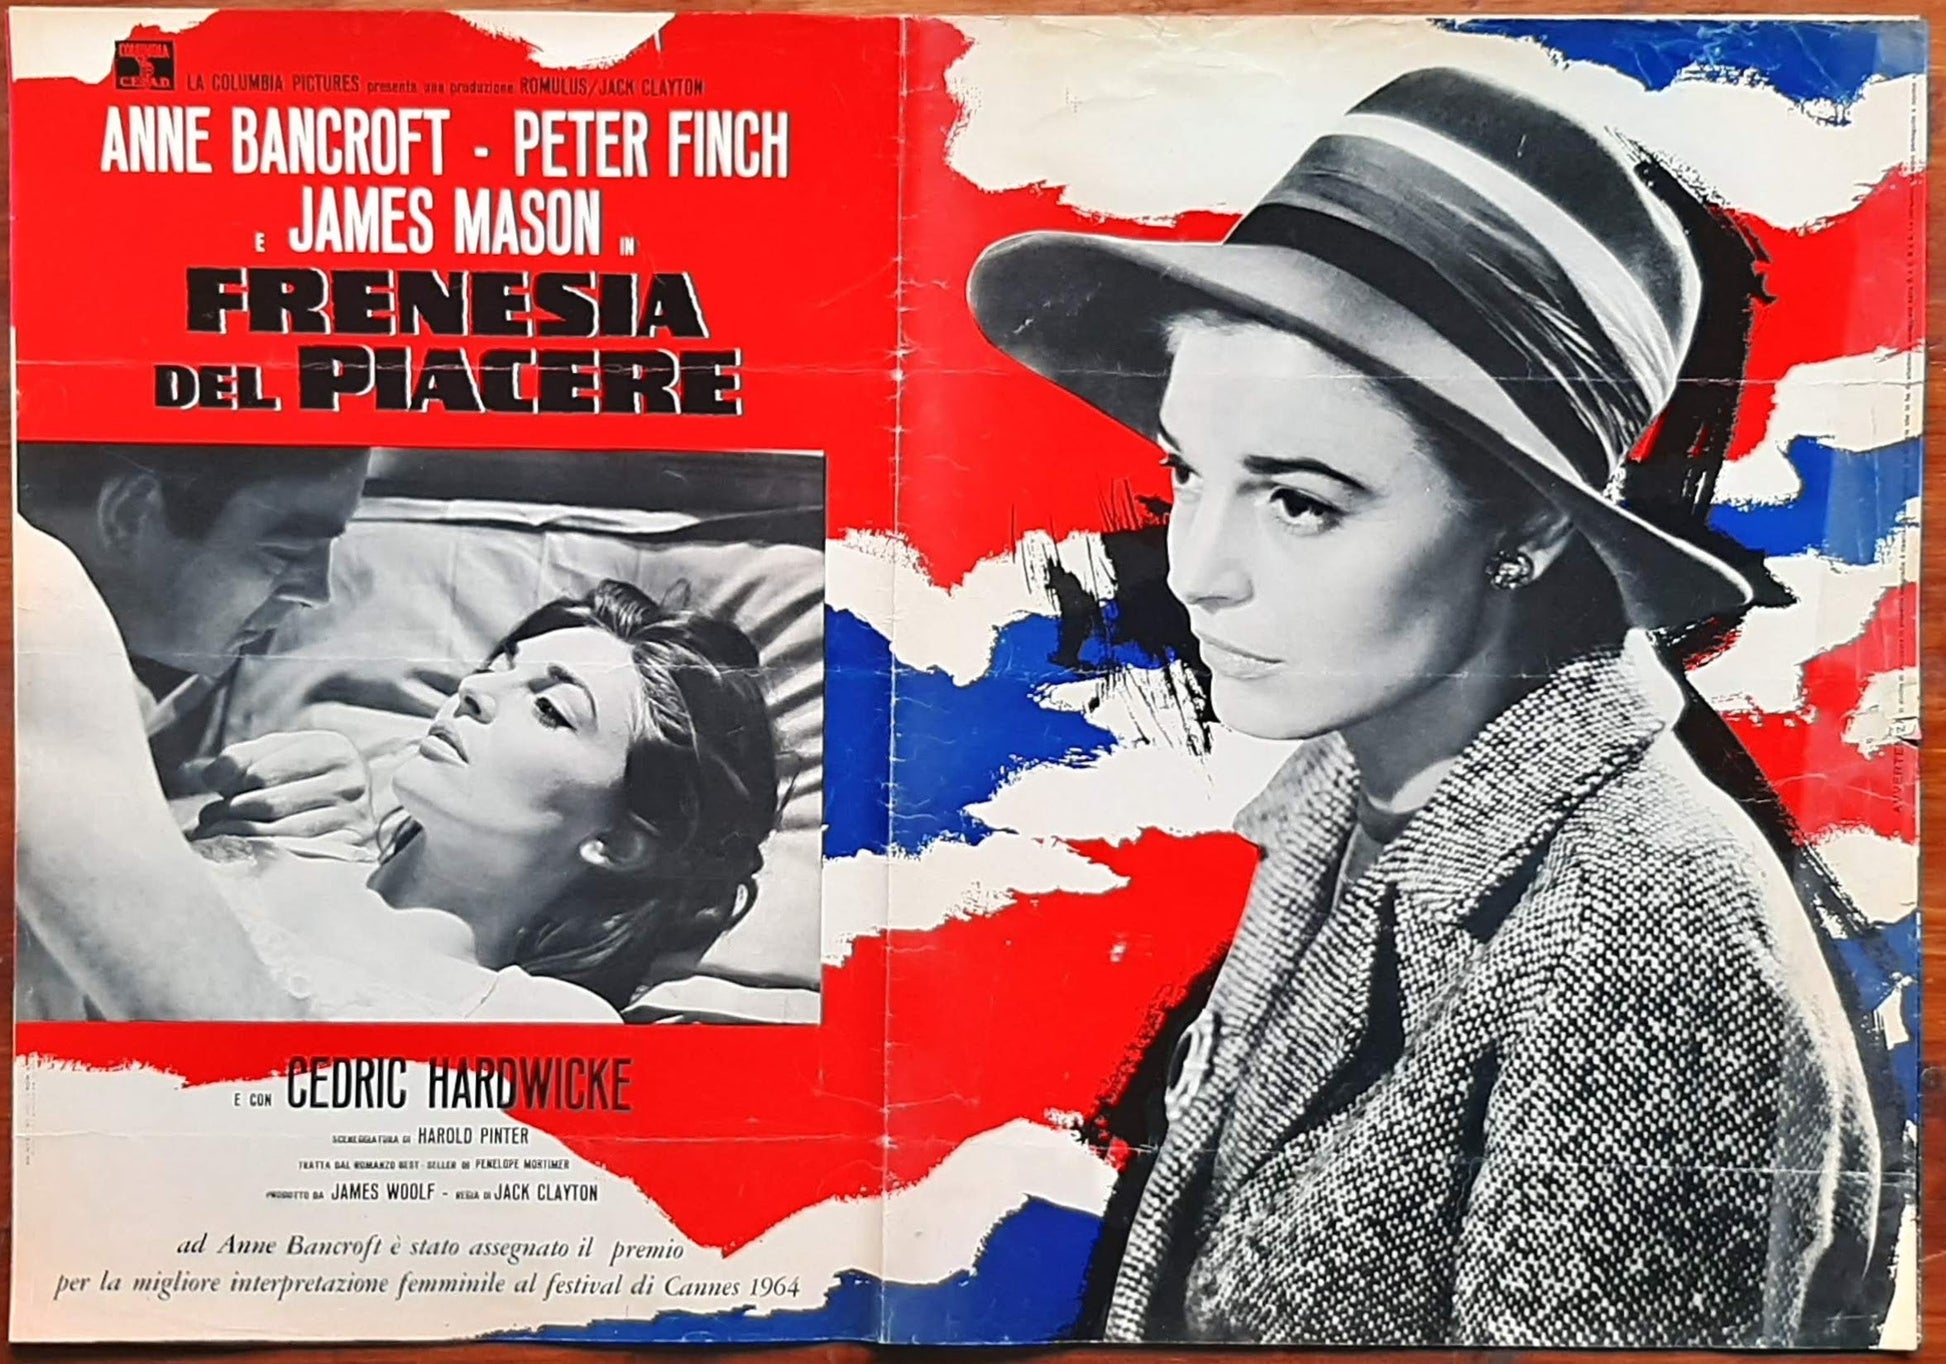 COLUMBIA
CEIAD
LA COLUMBIA PICTURES presenta una produzione ROMULUS/JACK CLAYTON
ANNE BANCROFT - PETER FINCH
E JAMES MASON IN
FRENESIA
DEL PIACERE
E CON CEDRIC HARDWICKE
SCENEGGIATURA DI HAROLD PINTER
TRATTA DAL ROMANZO BEST-SELLER DI PENELOPE MORTIMER
PRODOTTO DA JAMES WOOLF - REGIA DI JACK CLAYTON
ad Anne Bancroft è stato assegnato il premio
per la migliore interpretazione femminile al festival di Cannes 1964